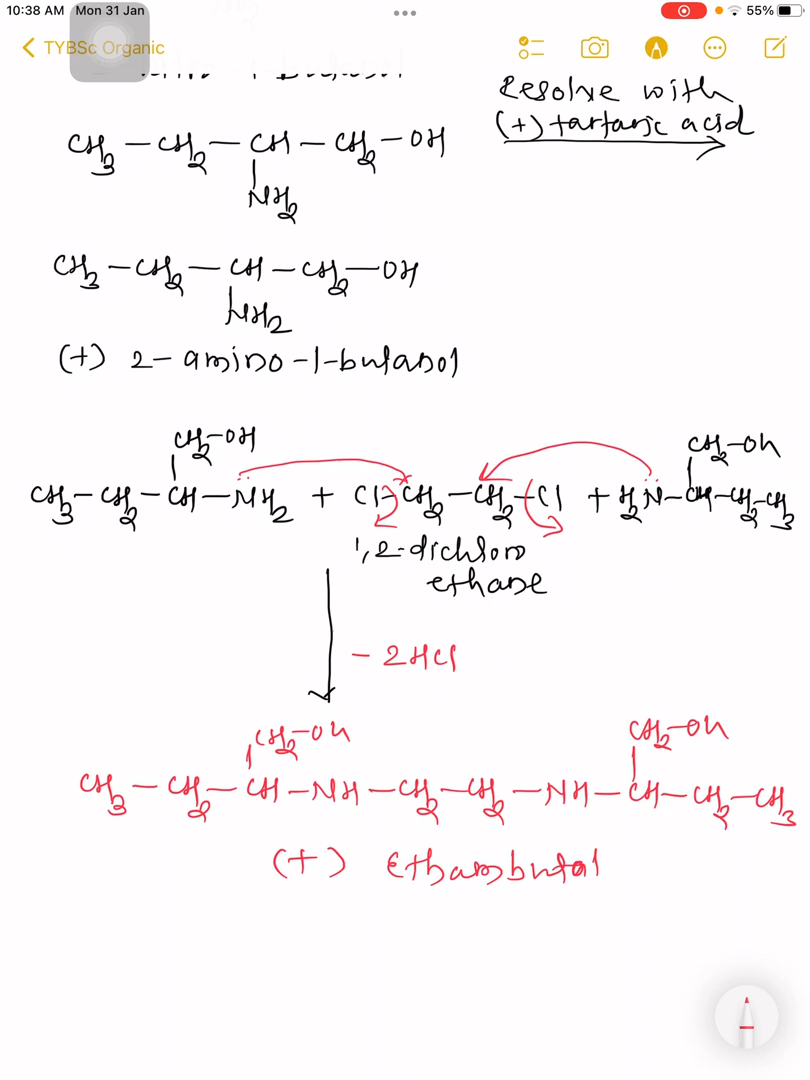 10:38 AM Mon 31 Jan
55%
TYBSc Organic
Resolve with
(+) tartaric acid
CH3 — CH2 — CH — CH2 — OH
NH2
CH3 — CH2 — CH — CH2 — OH
NH2
(+) 2 - amino -1- butanol
CH2-OH
CH2-OH
CH3 — CH2 — CH — NH2 + Cl-CH2 — CH2-Cl + H2N-CH-CH2-CH3
1,2-dichloro
ethane
- 2HCl
CH2-OH
CH2-OH
CH3 — CH2 — CH — NH — CH2 — CH2 — NH — CH — CH2 — CH3
(+) Ethambutal